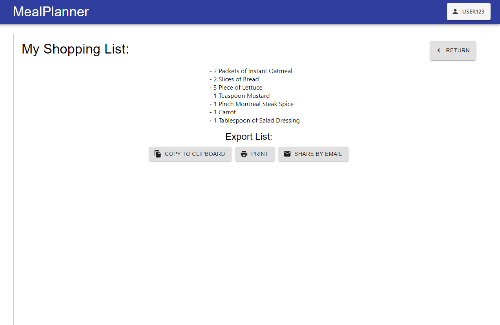 MealPlanner
USER123
My Shopping List:
RETURN
- 2 Packets of Instant Oatmeal
- 2 Slices of Bread
- 3 Piece of Lettuce
- 1 Teaspoon Mustard
- 1 Pinch Montreal Steak Spice
- 1 Carrot
- 1 Tablespoon of Salad Dressing
Export List:
COPY TO CLIPBOARD
PRINT
SHARE BY EMAIL